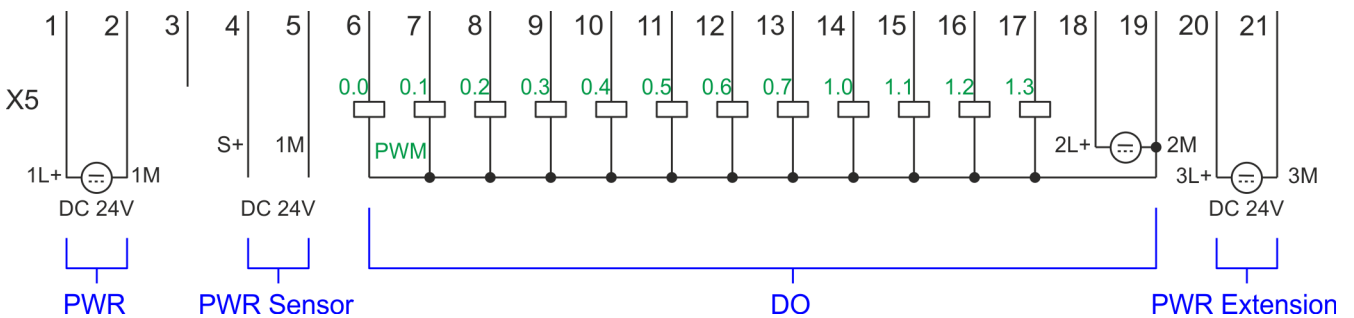 1 2 3 4 5 6 7 8 9 10 11 12 13 14 15 16 17 18 19 20 21
0.0 0.1 0.2 0.3 0.4 0.5 0.6 0.7 1.0 1.1 1.2 1.3
X5
S+ 1M PWM 2L+ 2M
1L+ 1M 3L+ 3M
DC 24V DC 24V DC 24V
PWR PWR Sensor DO PWR Extension